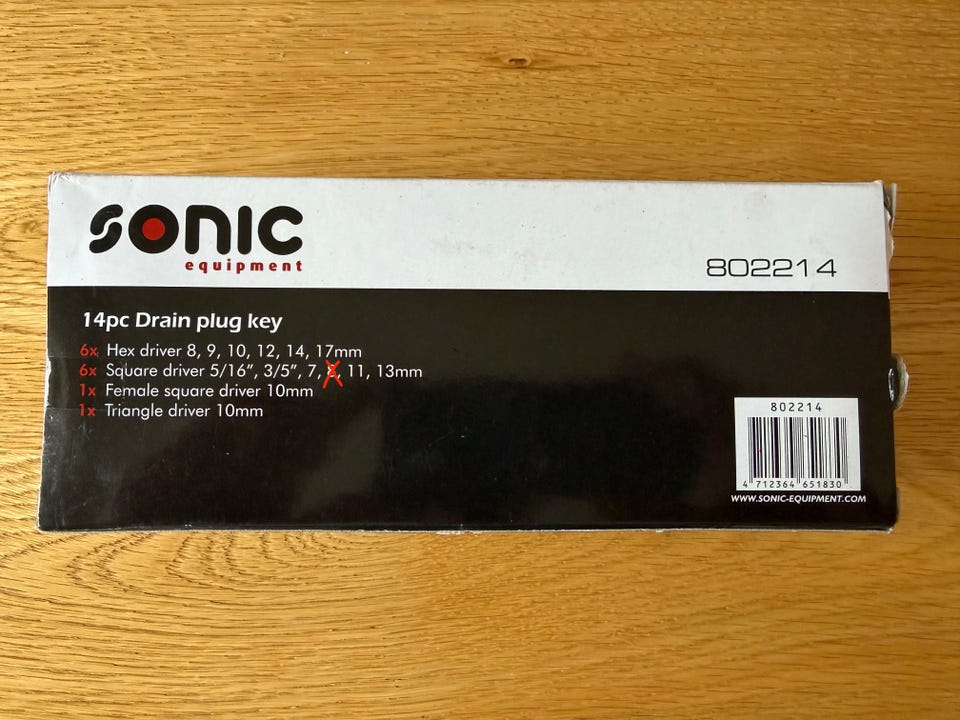 SONIC
equipment
802214
14pc Drain plug key
6x Hex driver 8, 9, 10, 12, 14, 17mm
6x Square driver 5/16”, 3/5”, 7, 8, 11, 13mm
1x Female square driver 10mm
1x Triangle driver 10mm
802214
4 712364 651830
WWW.SONIC-EQUIPMENT.COM